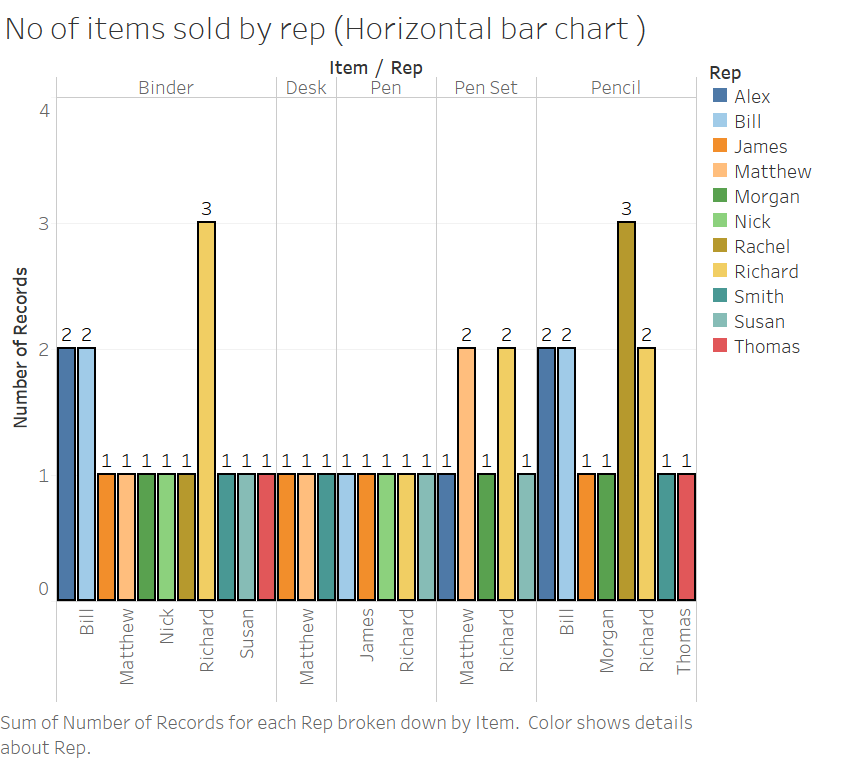 No of items sold by rep (Horizontal bar chart )
Item / Rep
Binder Desk Pen Pen Set Pencil
Number of Records
4
3
2
1
0
2 2 1 1 1 1 1 3 1 1 1 1 1 1 1 1 1 1 1 1 2 1 2 1 2 2 1 1 3 2 1 1
Bill Matthew Nick Richard Susan Matthew James Richard Matthew Richard Bill Morgan Richard Thomas
Rep
Alex
Bill
James
Matthew
Morgan
Nick
Rachel
Richard
Smith
Susan
Thomas
Sum of Number of Records for each Rep broken down by Item. Color shows details
about Rep.